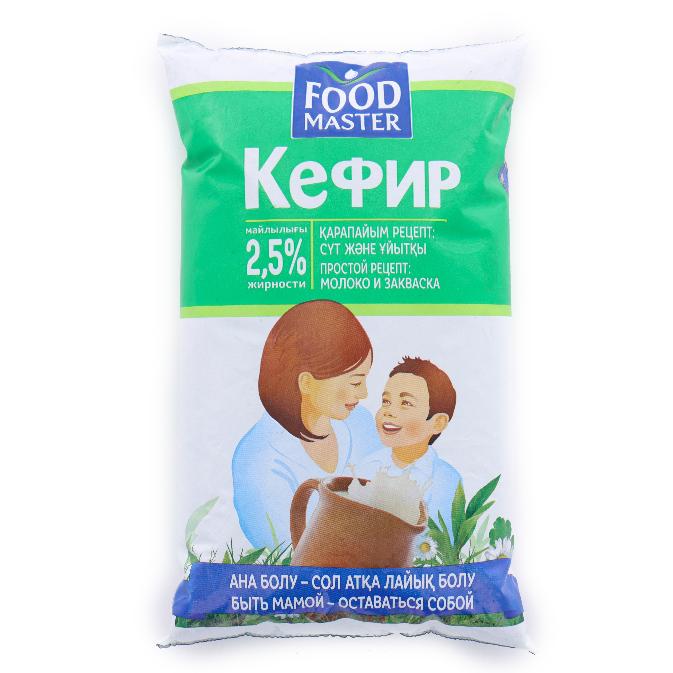 FOOD
MASTER
Кефир
майлылығы
2,5%
жирности
ҚАРАПАЙЫМ РЕЦЕПТ:
СҮТ ЖӘНЕ ҰЙЫТҚЫ
ПРОСТОЙ РЕЦЕПТ:
МОЛОКО И ЗАКВАСКА
АНА БОЛУ – СОЛ АТҚА ЛАЙЫҚ БОЛУ
БЫТЬ МАМОЙ – ОСТАВАТЬСЯ СОБОЙ